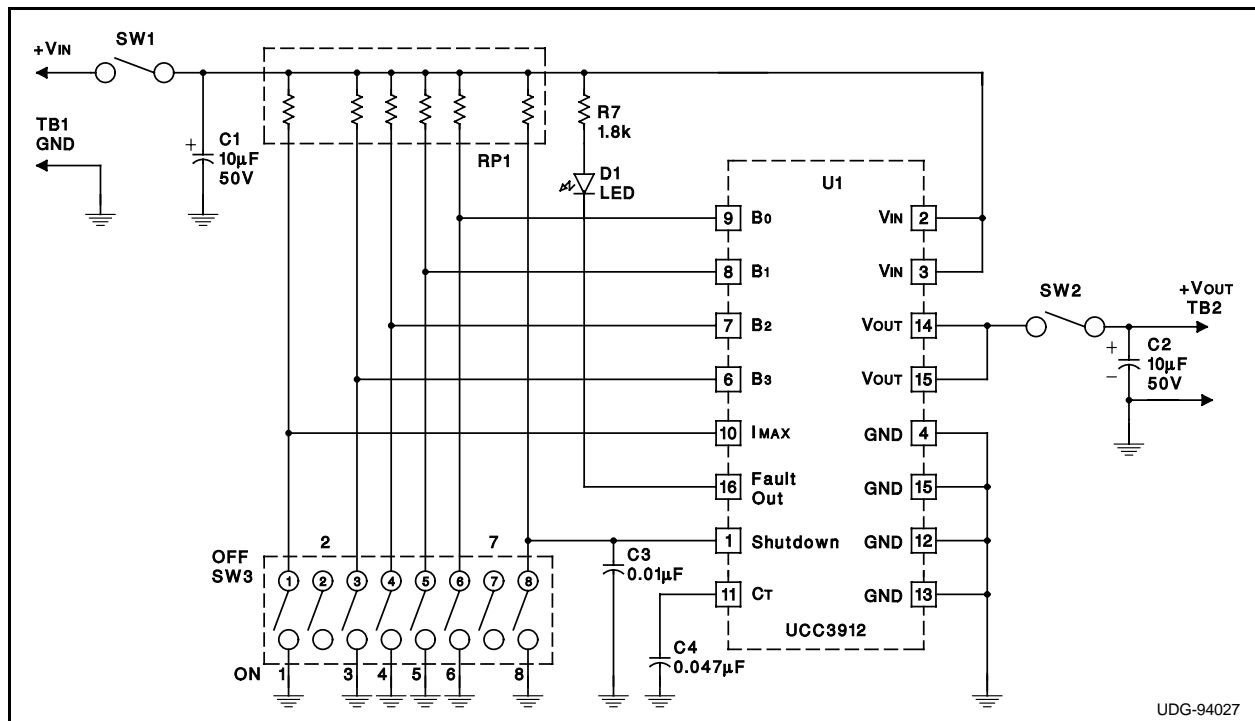 +VIN
SW1
TB1
GND
+
C1
10µF
50V
RP1
R7
1.8k
D1
LED
U1
9 B0
8 B1
7 B2
6 B3
10 IMAX
16 Fault
Out
1 Shutdown
11 CT
VIN 2
VIN 3
VOUT 14
VOUT 15
GND 4
GND 15
GND 12
GND 13
UCC3912
SW2
+VOUT
TB2
+
C2
10µF
50V
−
C3
0.01µF
C4
0.047µF
OFF
SW3
2 7
1 2 3 4 5 6 7 8
ON 1 3 4 5 6 8
UDG-94027